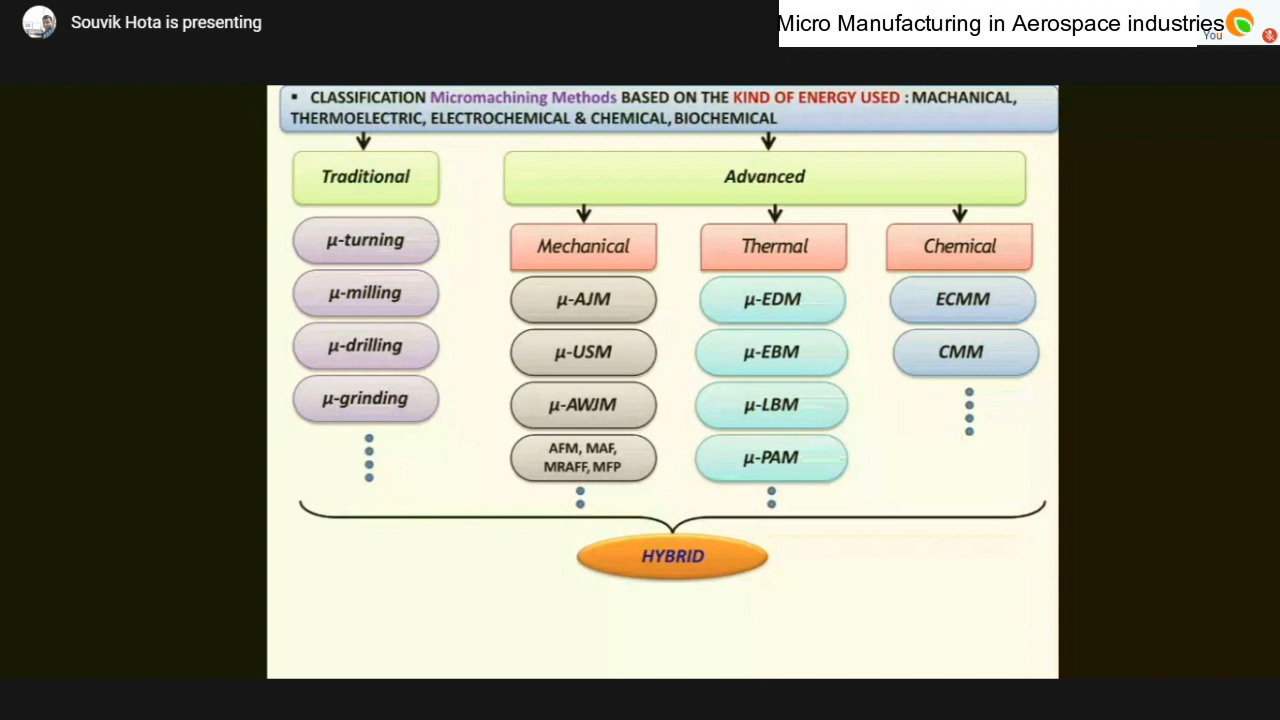 Souvik Hota is presenting
Micro Manufacturing in Aerospace industries
You
▪ CLASSIFICATION Micromachining Methods BASED ON THE KIND OF ENERGY USED : MACHANICAL,
THERMOELECTRIC, ELECTROCHEMICAL & CHEMICAL, BIOCHEMICAL
Traditional
Advanced
Mechanical
Thermal
Chemical
μ-turning
μ-milling
μ-drilling
μ-grinding
μ-AJM
μ-USM
μ-AWJM
AFM, MAF,
MRAFF, MFP
μ-EDM
μ-EBM
μ-LBM
μ-PAM
ECMM
CMM
HYBRID